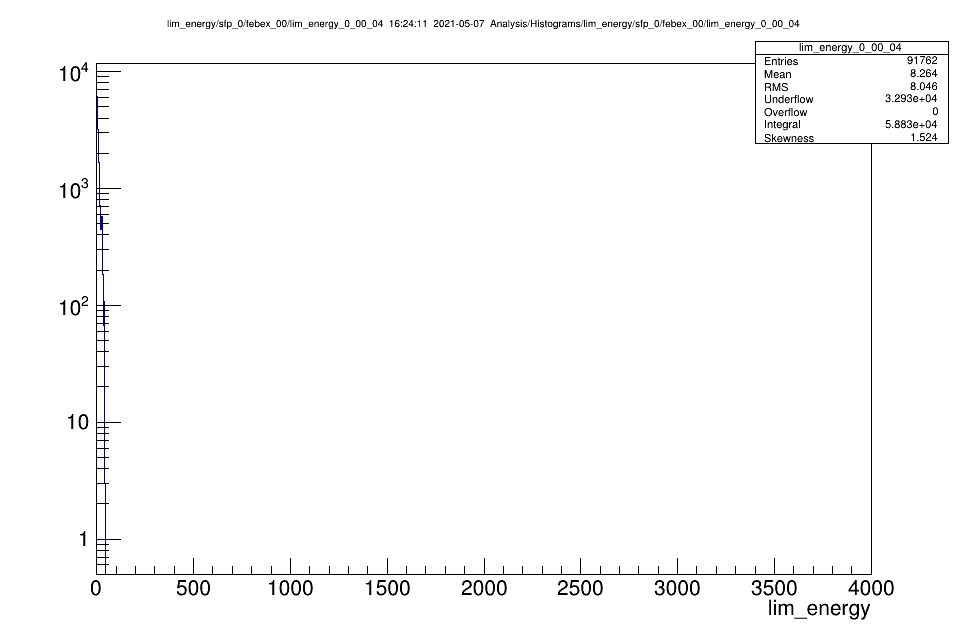 lim_energy/sfp_0/febex_00/lim_energy_0_00_04 16:24:11 2021-05-07 Analysis/Histograms/lim_energy/sfp_0/febex_00/lim_energy_0_00_04
lim_energy_0_00_04
Entries 91762
Mean 8.264
RMS 8.046
Underflow 3.293e+04
Overflow 0
Integral 5.883e+04
Skewness 1.524
10^4
10^3
10^2
10
1
0 500 1000 1500 2000 2500 3000 3500 4000
lim_energy